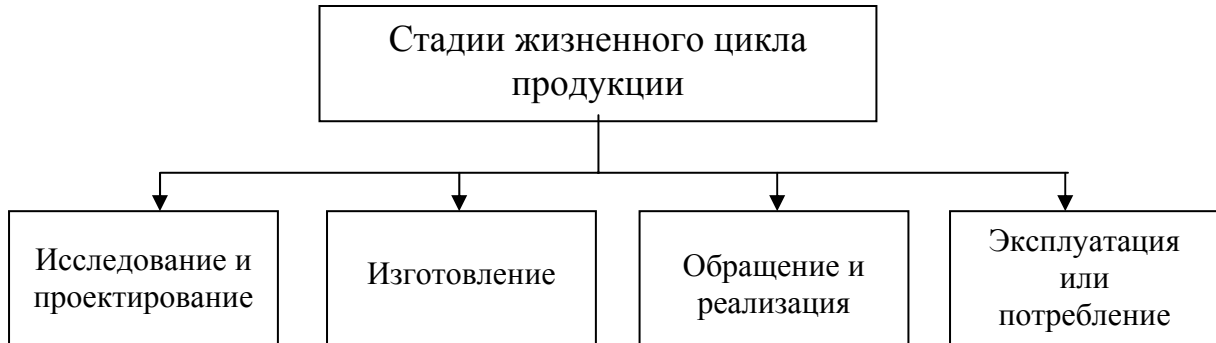 Стадии жизненного цикла
продукции
Исследование и
проектирование
Изготовление
Обращение и
реализация
Эксплуатация
или
потребление